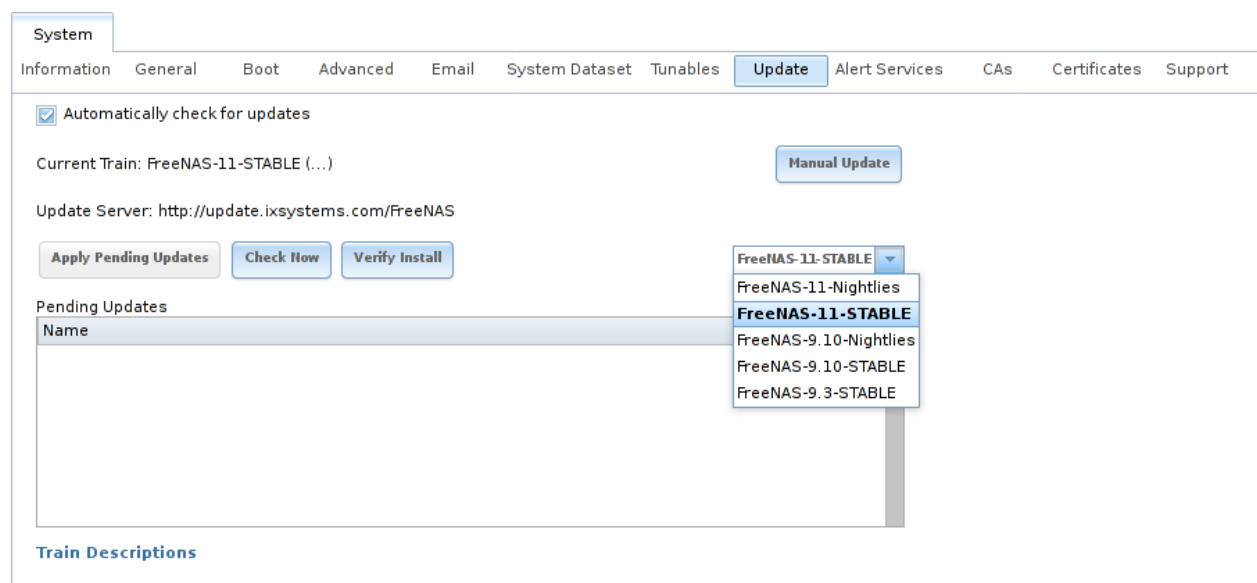 System
Information General Boot Advanced Email System Dataset Tunables Update Alert Services CAs Certificates Support
Automatically check for updates
Current Train: FreeNAS-11-STABLE (...)
Manual Update
Update Server: http://update.ixsystems.com/FreeNAS
Apply Pending Updates Check Now Verify Install FreeNAS-11-STABLE
FreeNAS-11-Nightlies
FreeNAS-11-STABLE
FreeNAS-9.10-Nightlies
FreeNAS-9.10-STABLE
FreeNAS-9.3-STABLE
Pending Updates
Name
Train Descriptions